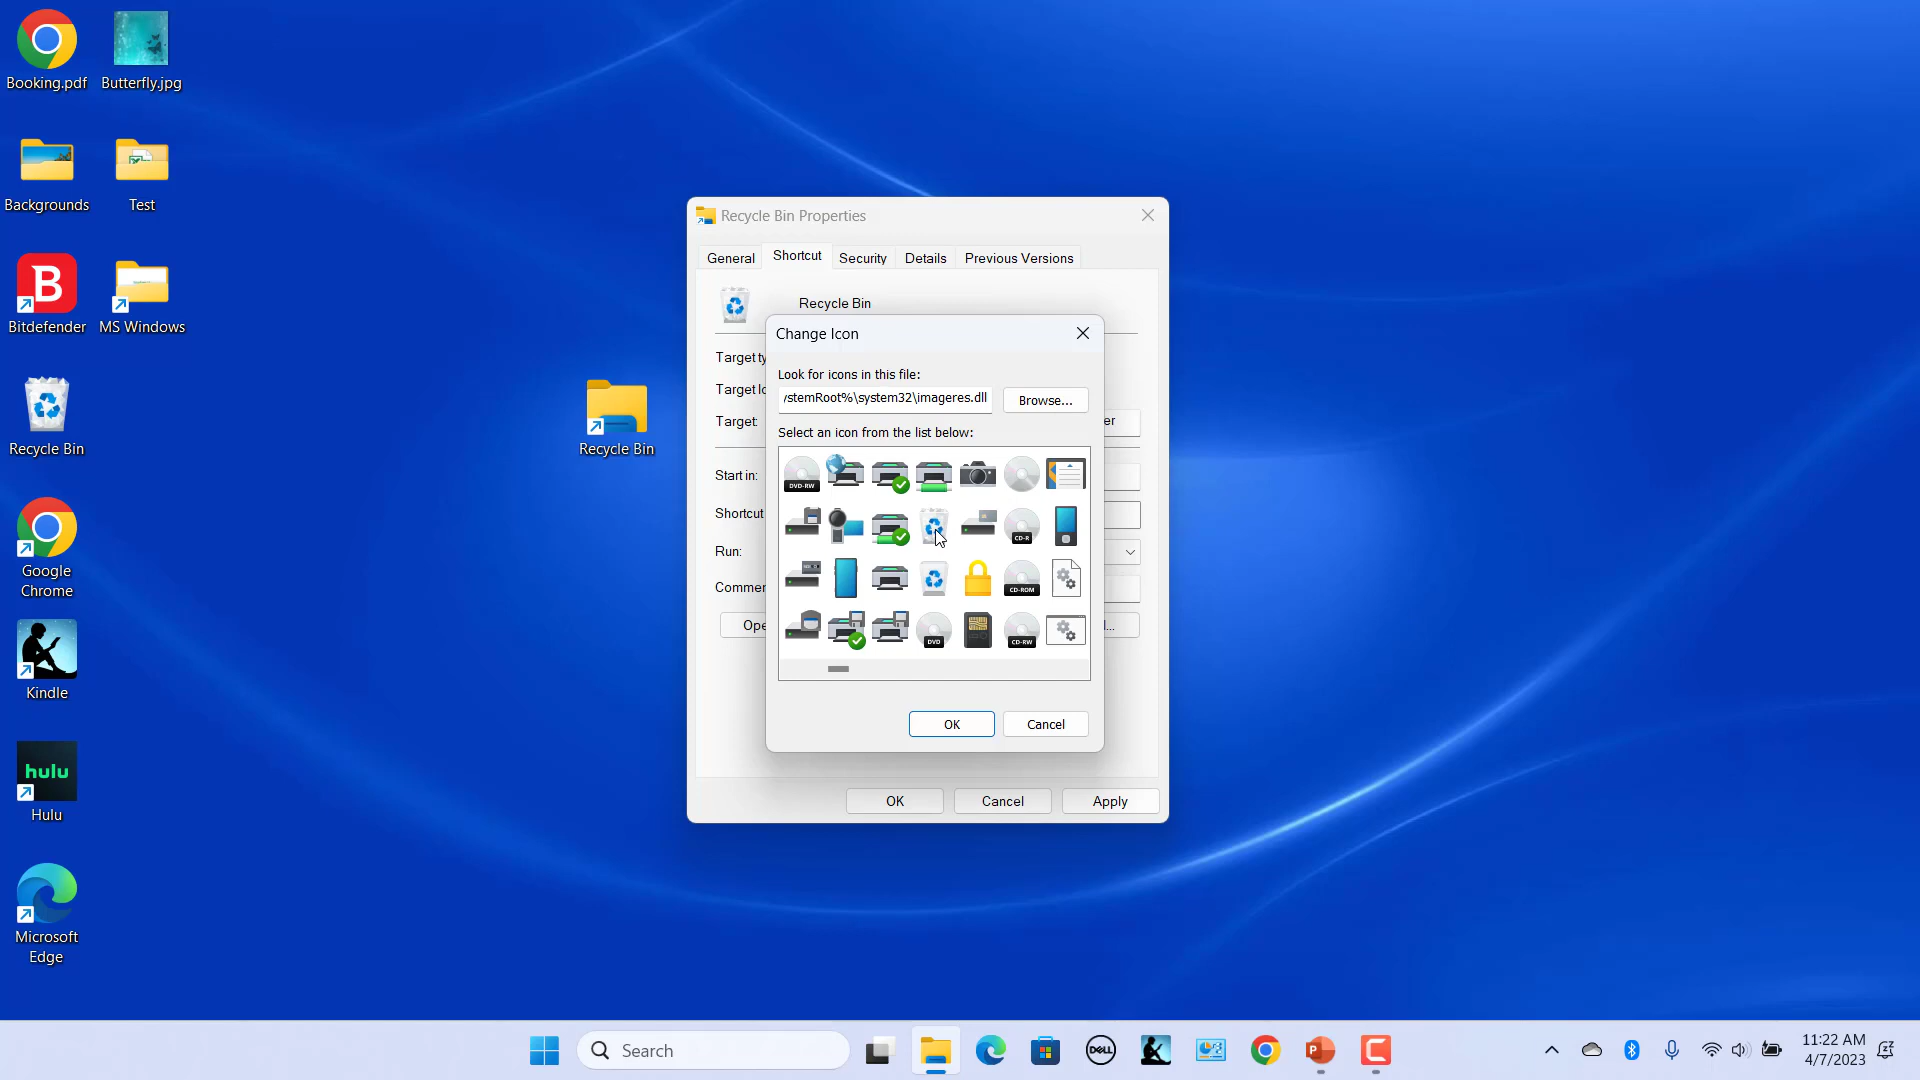 Booking.pdf
Butterfly.jpg
Backgrounds
Test
Bitdefender
MS Windows
Recycle Bin
Google
Chrome
Kindle
hulu
Hulu
Microsoft
Edge
Recycle Bin
Recycle Bin Properties
General
Shortcut
Security
Details
Previous Versions
Recycle Bin
Target ty
Target lo
Target:
er
Start in:
Shortcut
Run:
Commer
Ope
...
Change Icon
Look for icons in this file:
ystemRoot%\system32\imageres.dll
Browse...
Select an icon from the list below:
DVD-RW
CD-R
CD-ROM
DVD
CD-RW
OK
Cancel
OK
Cancel
Apply
Search
DELL
11:22 AM
4/7/2023